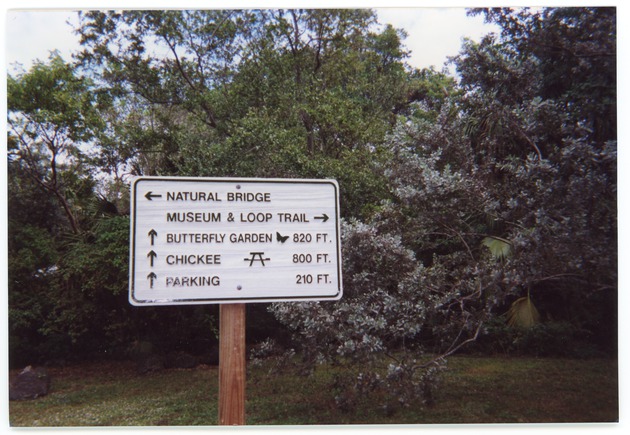 ← NATURAL BRIDGE
MUSEUM & LOOP TRAIL →
↑ BUTTERFLY GARDEN 820 FT.
↑ CHICKEE 800 FT.
↑ PARKING 210 FT.